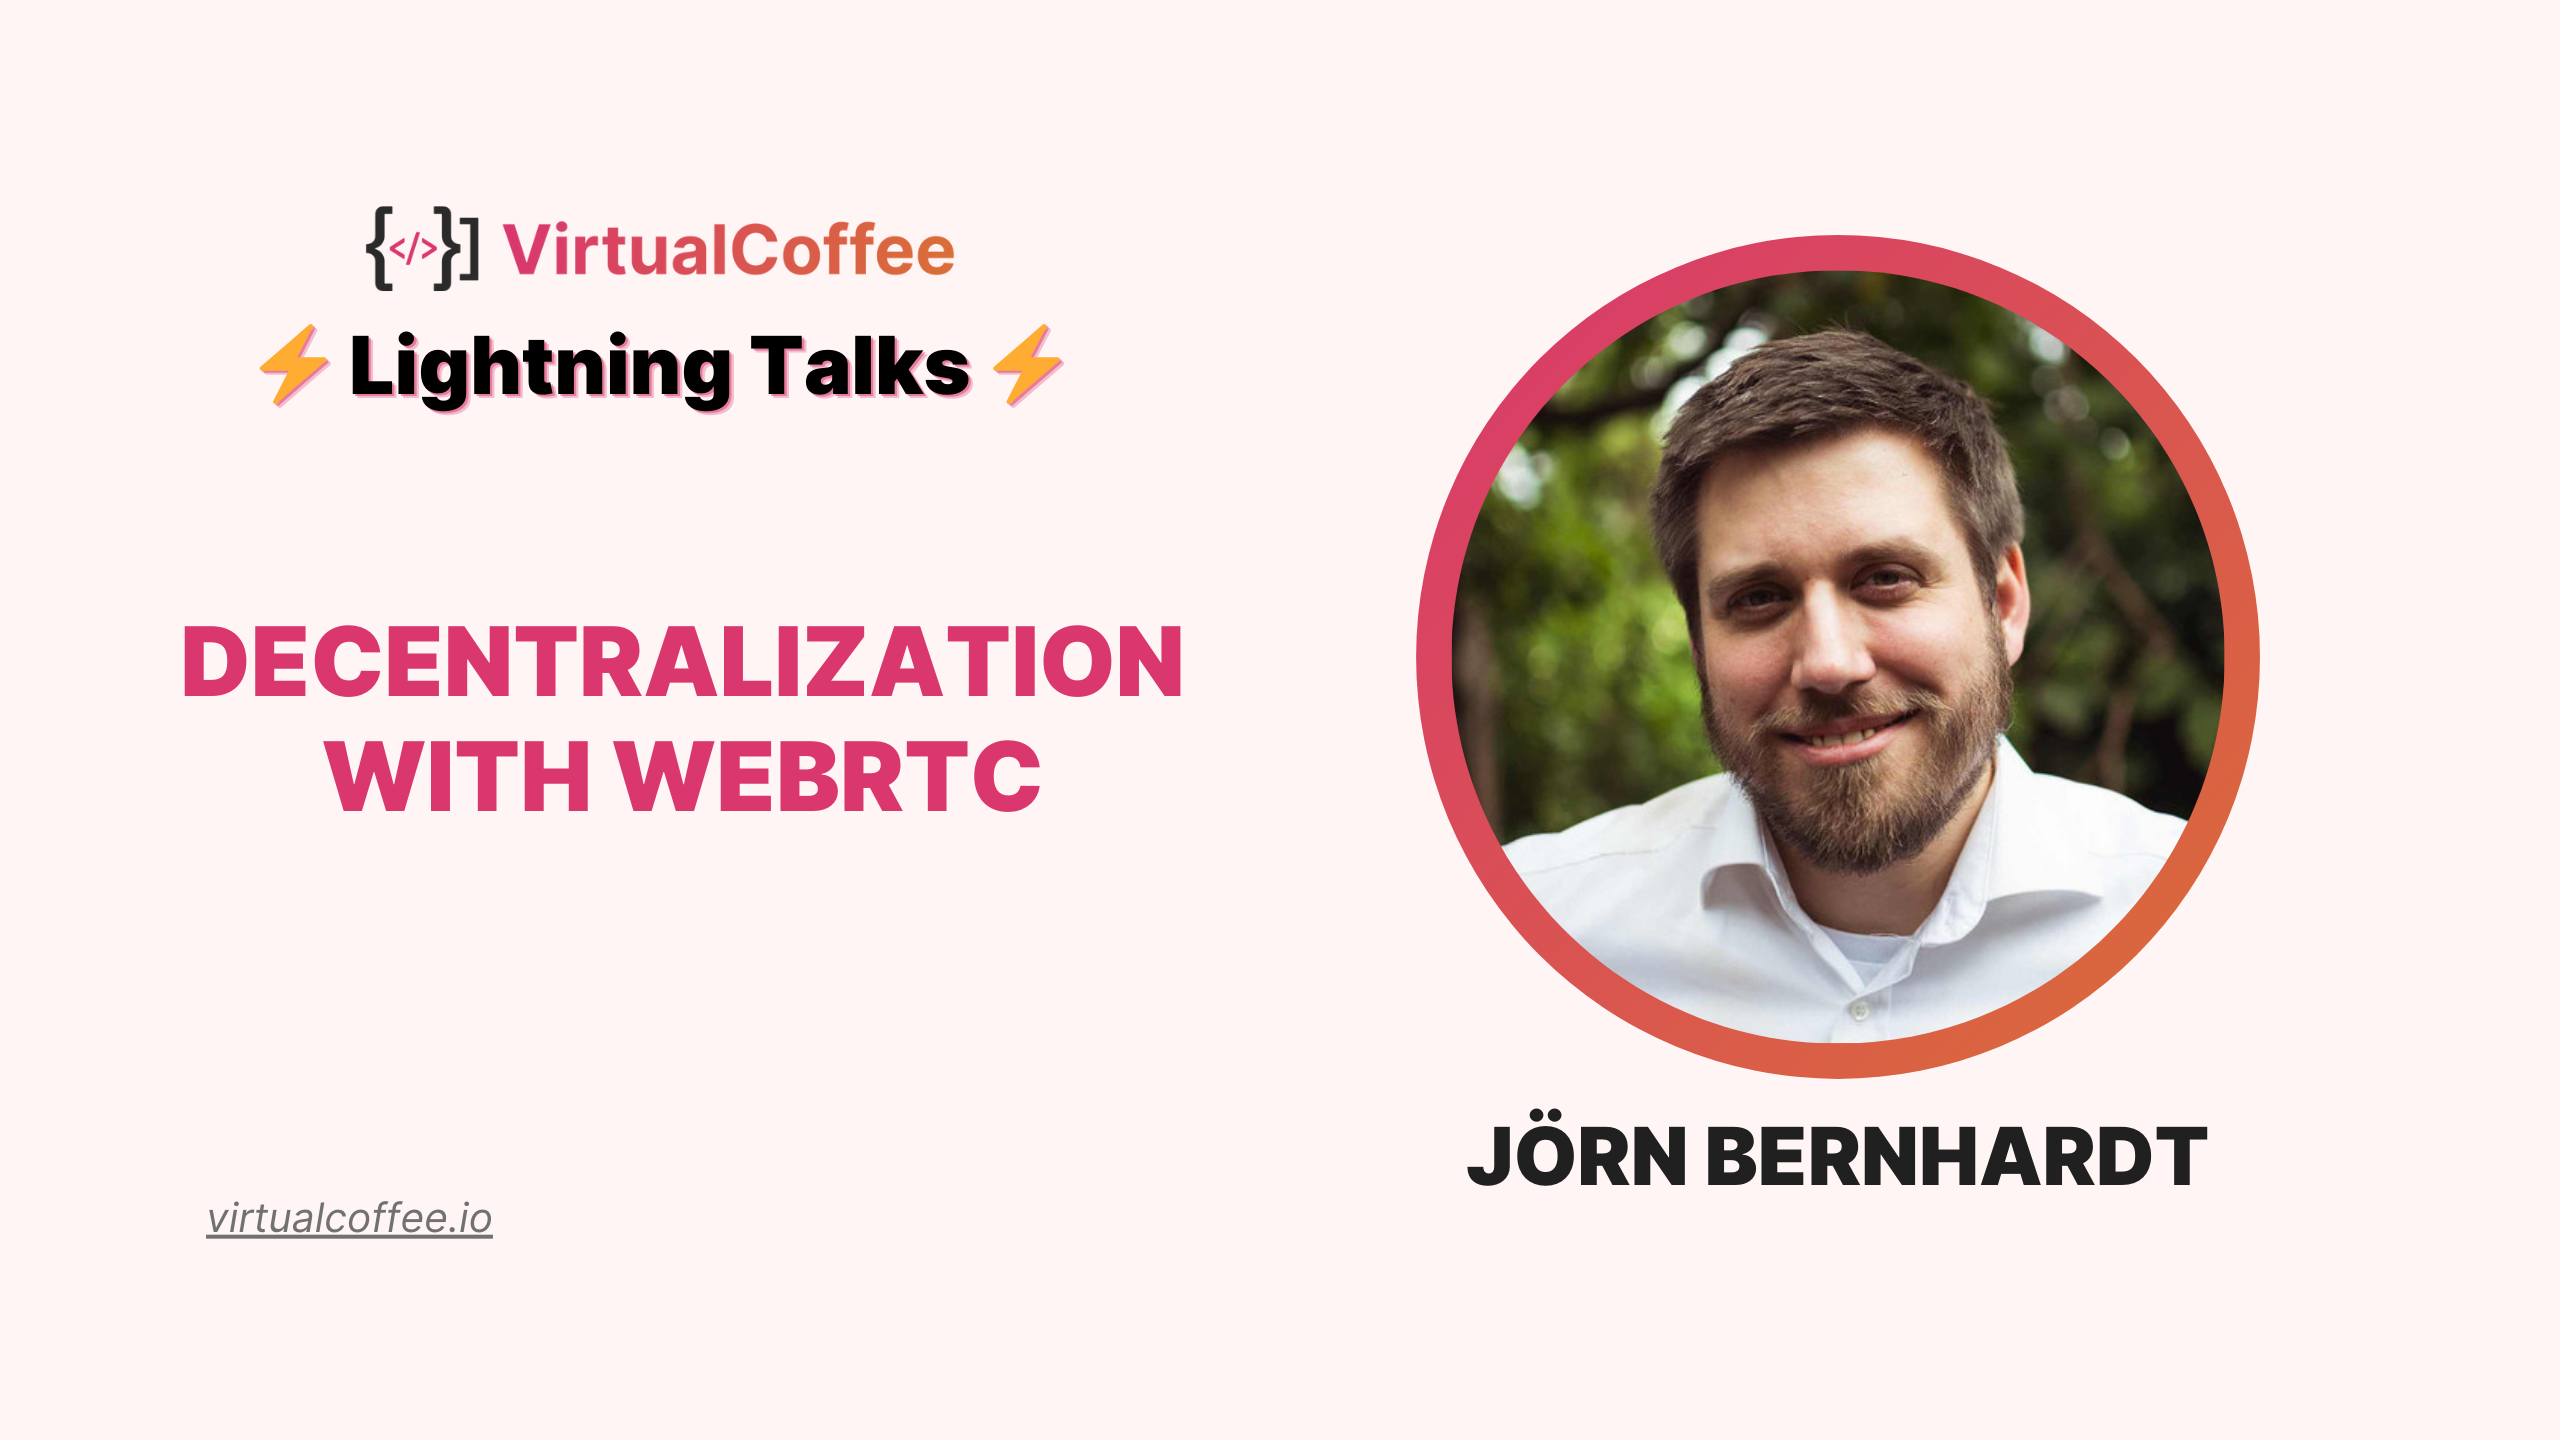 {</>}] VirtualCoffee
⚡ Lightning Talks ⚡
DECENTRALIZATION
WITH WEBRTC
JÖRN BERNHARDT
virtualcoffee.io